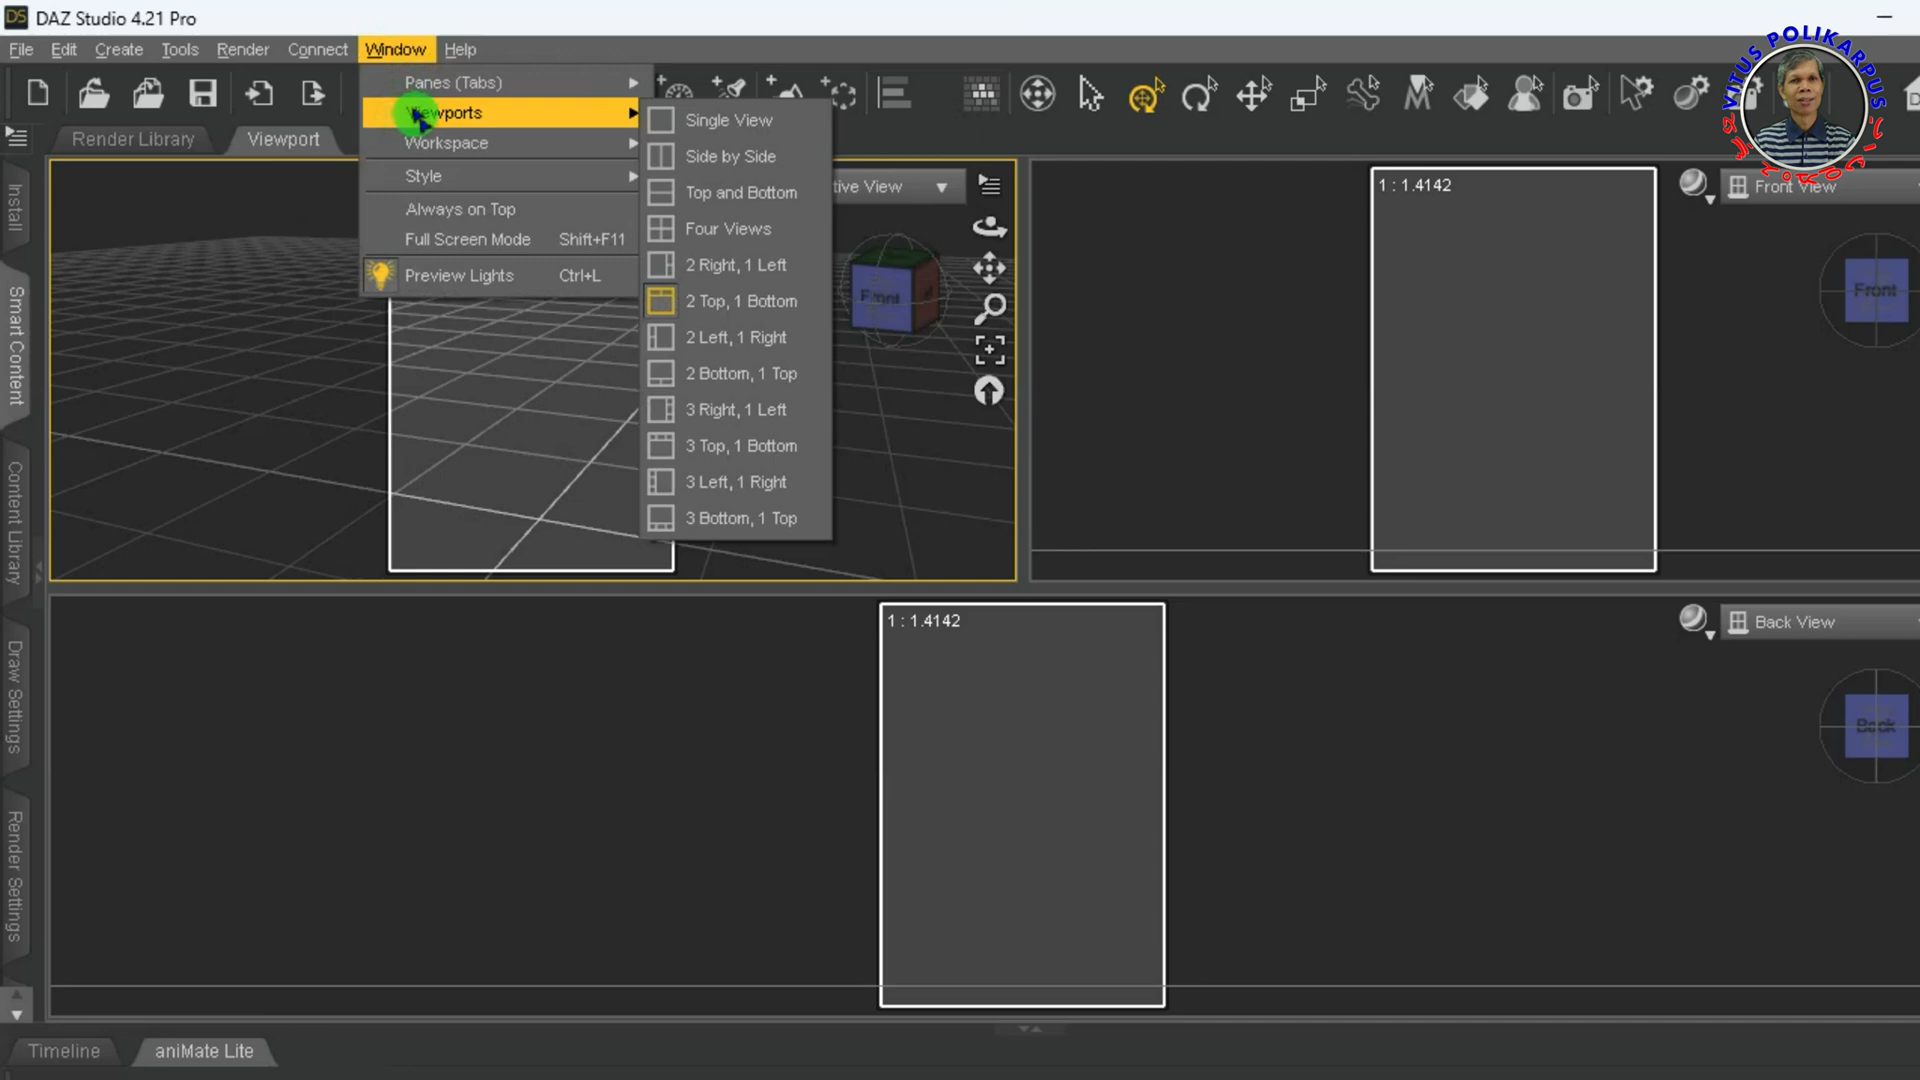 DAZ Studio 4.21 Pro
File Edit Create Tools Render Connect Window Help
Panes (Tabs)
Viewports
Workspace
Style
Always on Top
Full Screen Mode Shift+F11
Preview Lights Ctrl+L
Single View
Side by Side
Top and Bottom
Four Views
2 Right, 1 Left
2 Top, 1 Bottom
2 Left, 1 Right
2 Bottom, 1 Top
3 Right, 1 Left
3 Top, 1 Bottom
3 Left, 1 Right
3 Bottom, 1 Top
Render Library Viewport
tive View
Front
1 : 1.4142
Front View
Front
1 : 1.4142
Back View
Back
Install
Smart Content
Content Library
Draw Settings
Render Settings
Timeline aniMate Lite
VITUS POLIKARPUS